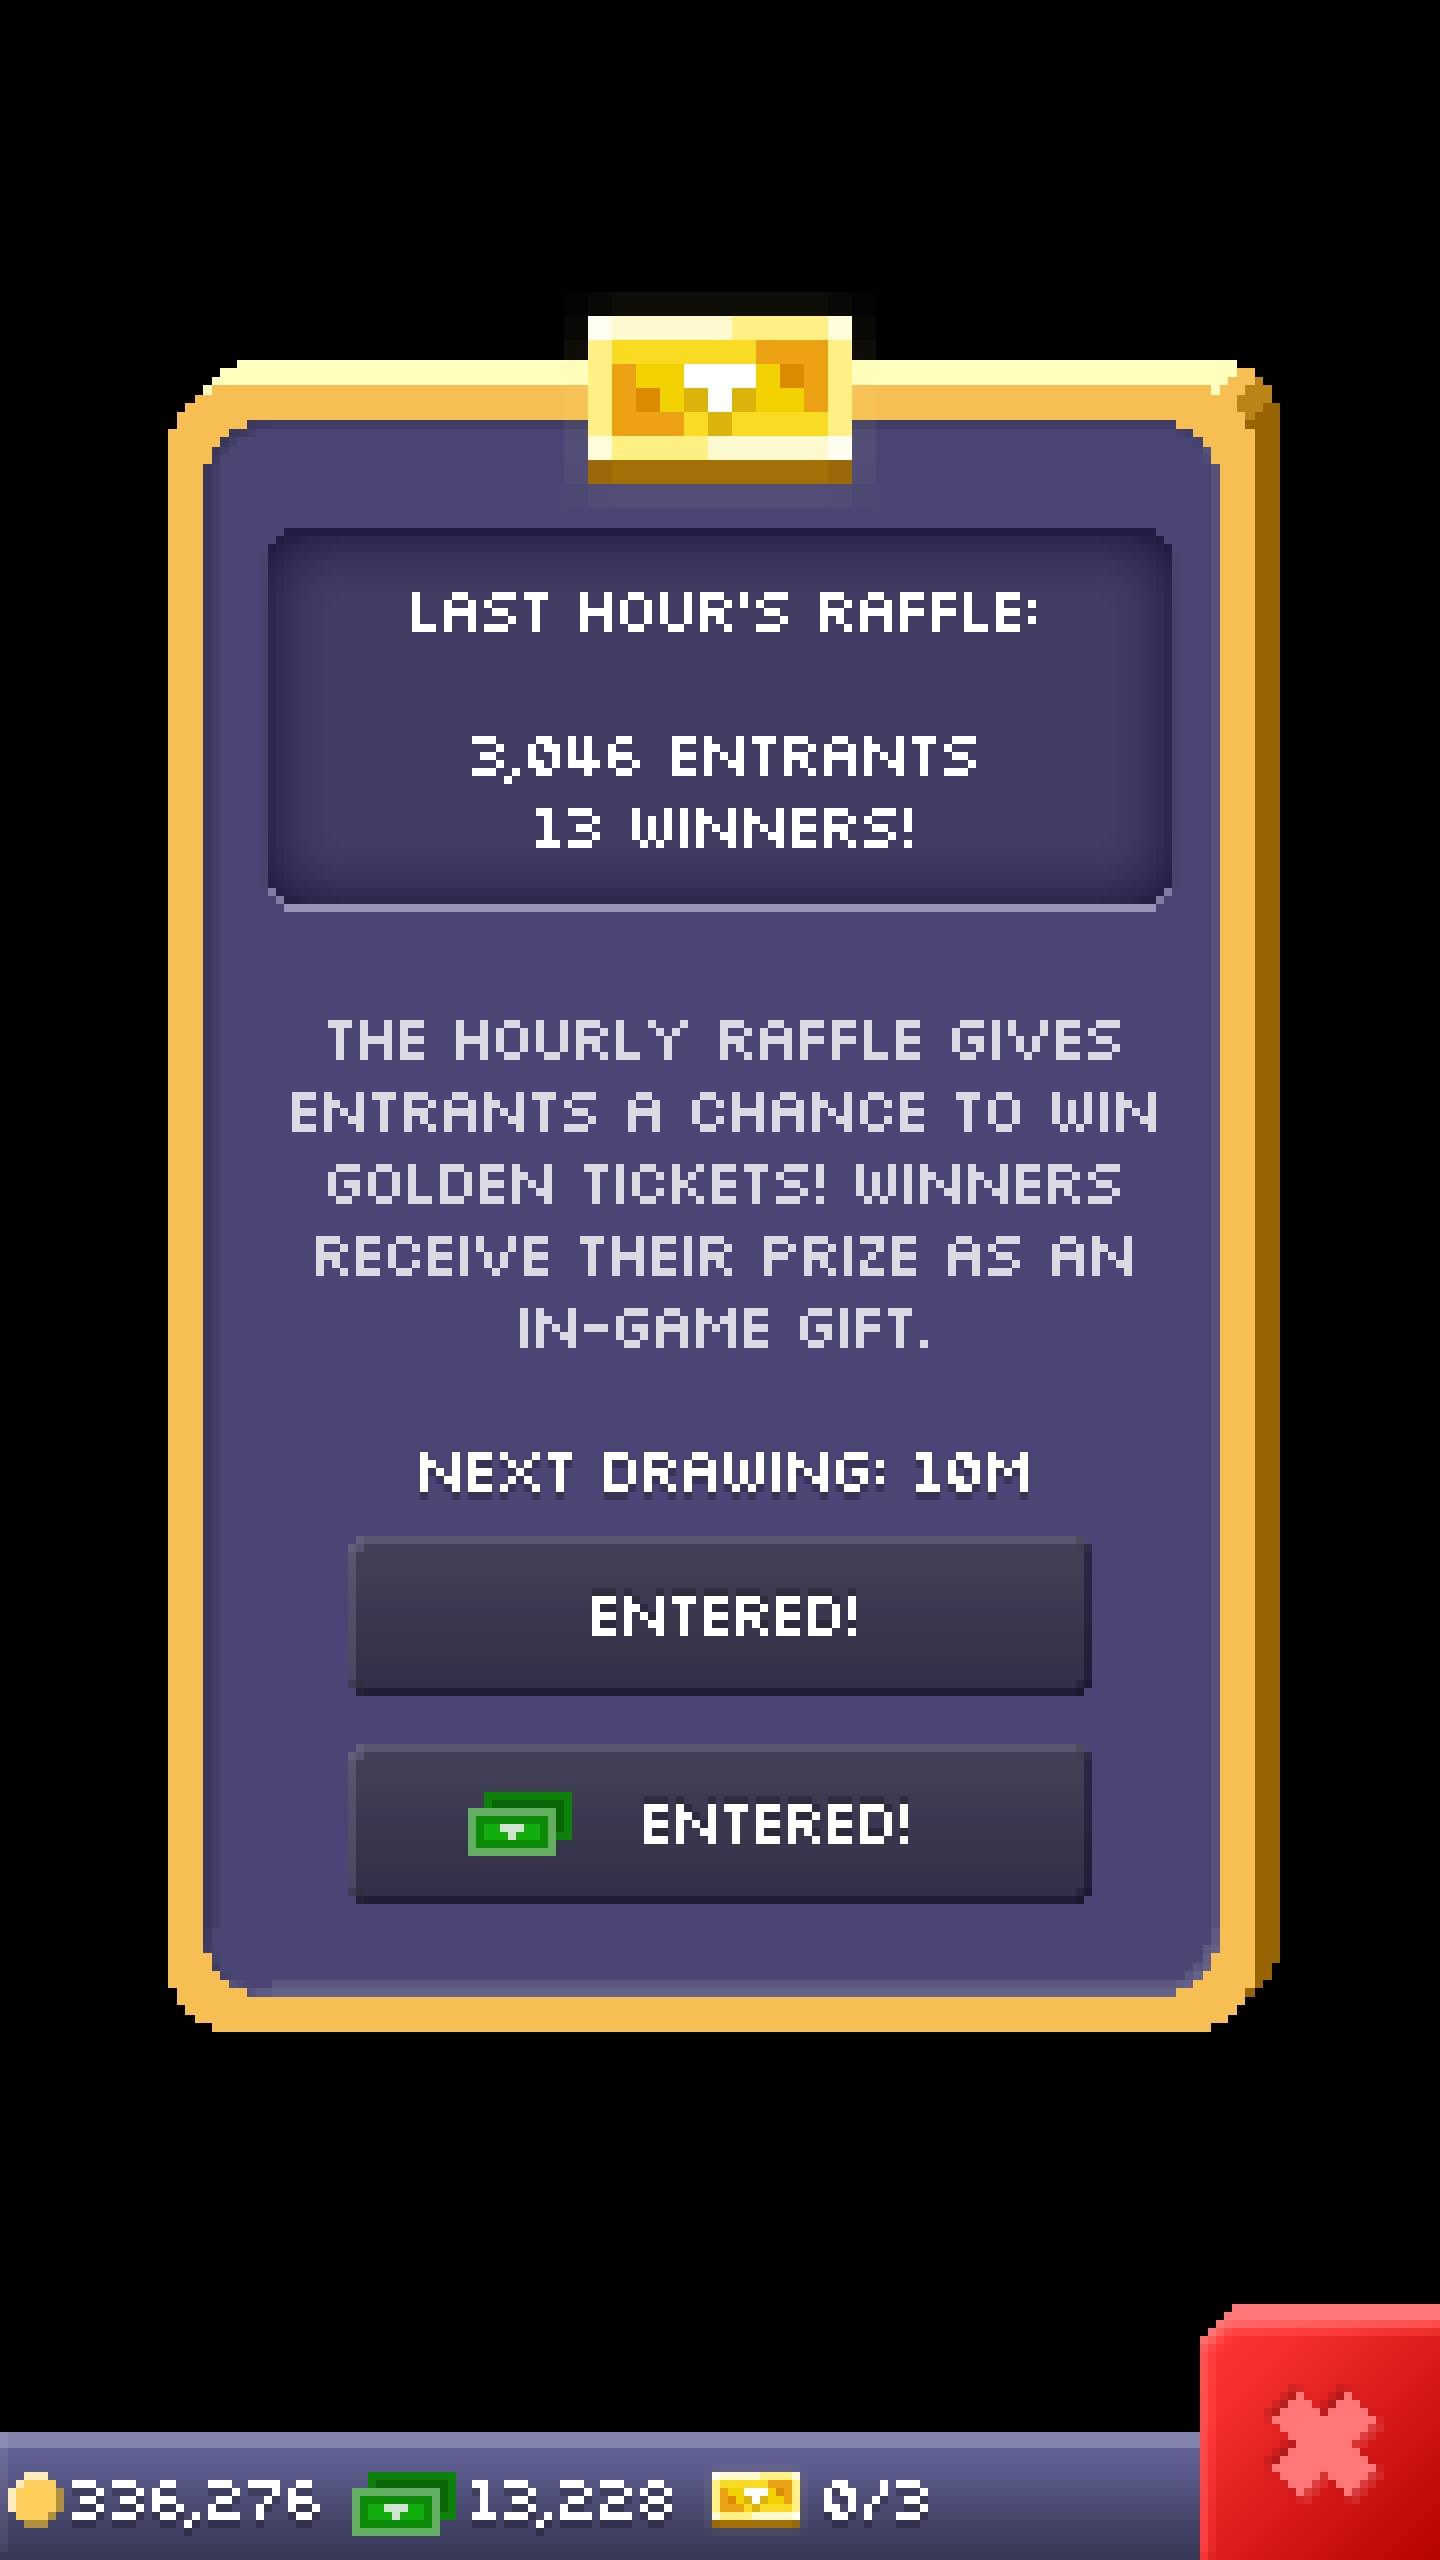 LAST HOUR'S RAFFLE:
3,046 ENTRANTS
13 WINNERS!
THE HOURLY RAFFLE GIVES
ENTRANTS A CHANCE TO WIN
GOLDEN TICKETS! WINNERS
RECEIVE THEIR PRIZE AS AN
IN-GAME GIFT.
NEXT DRAWING: 10M
ENTERED!
ENTERED!
336,276 13,228 0/3